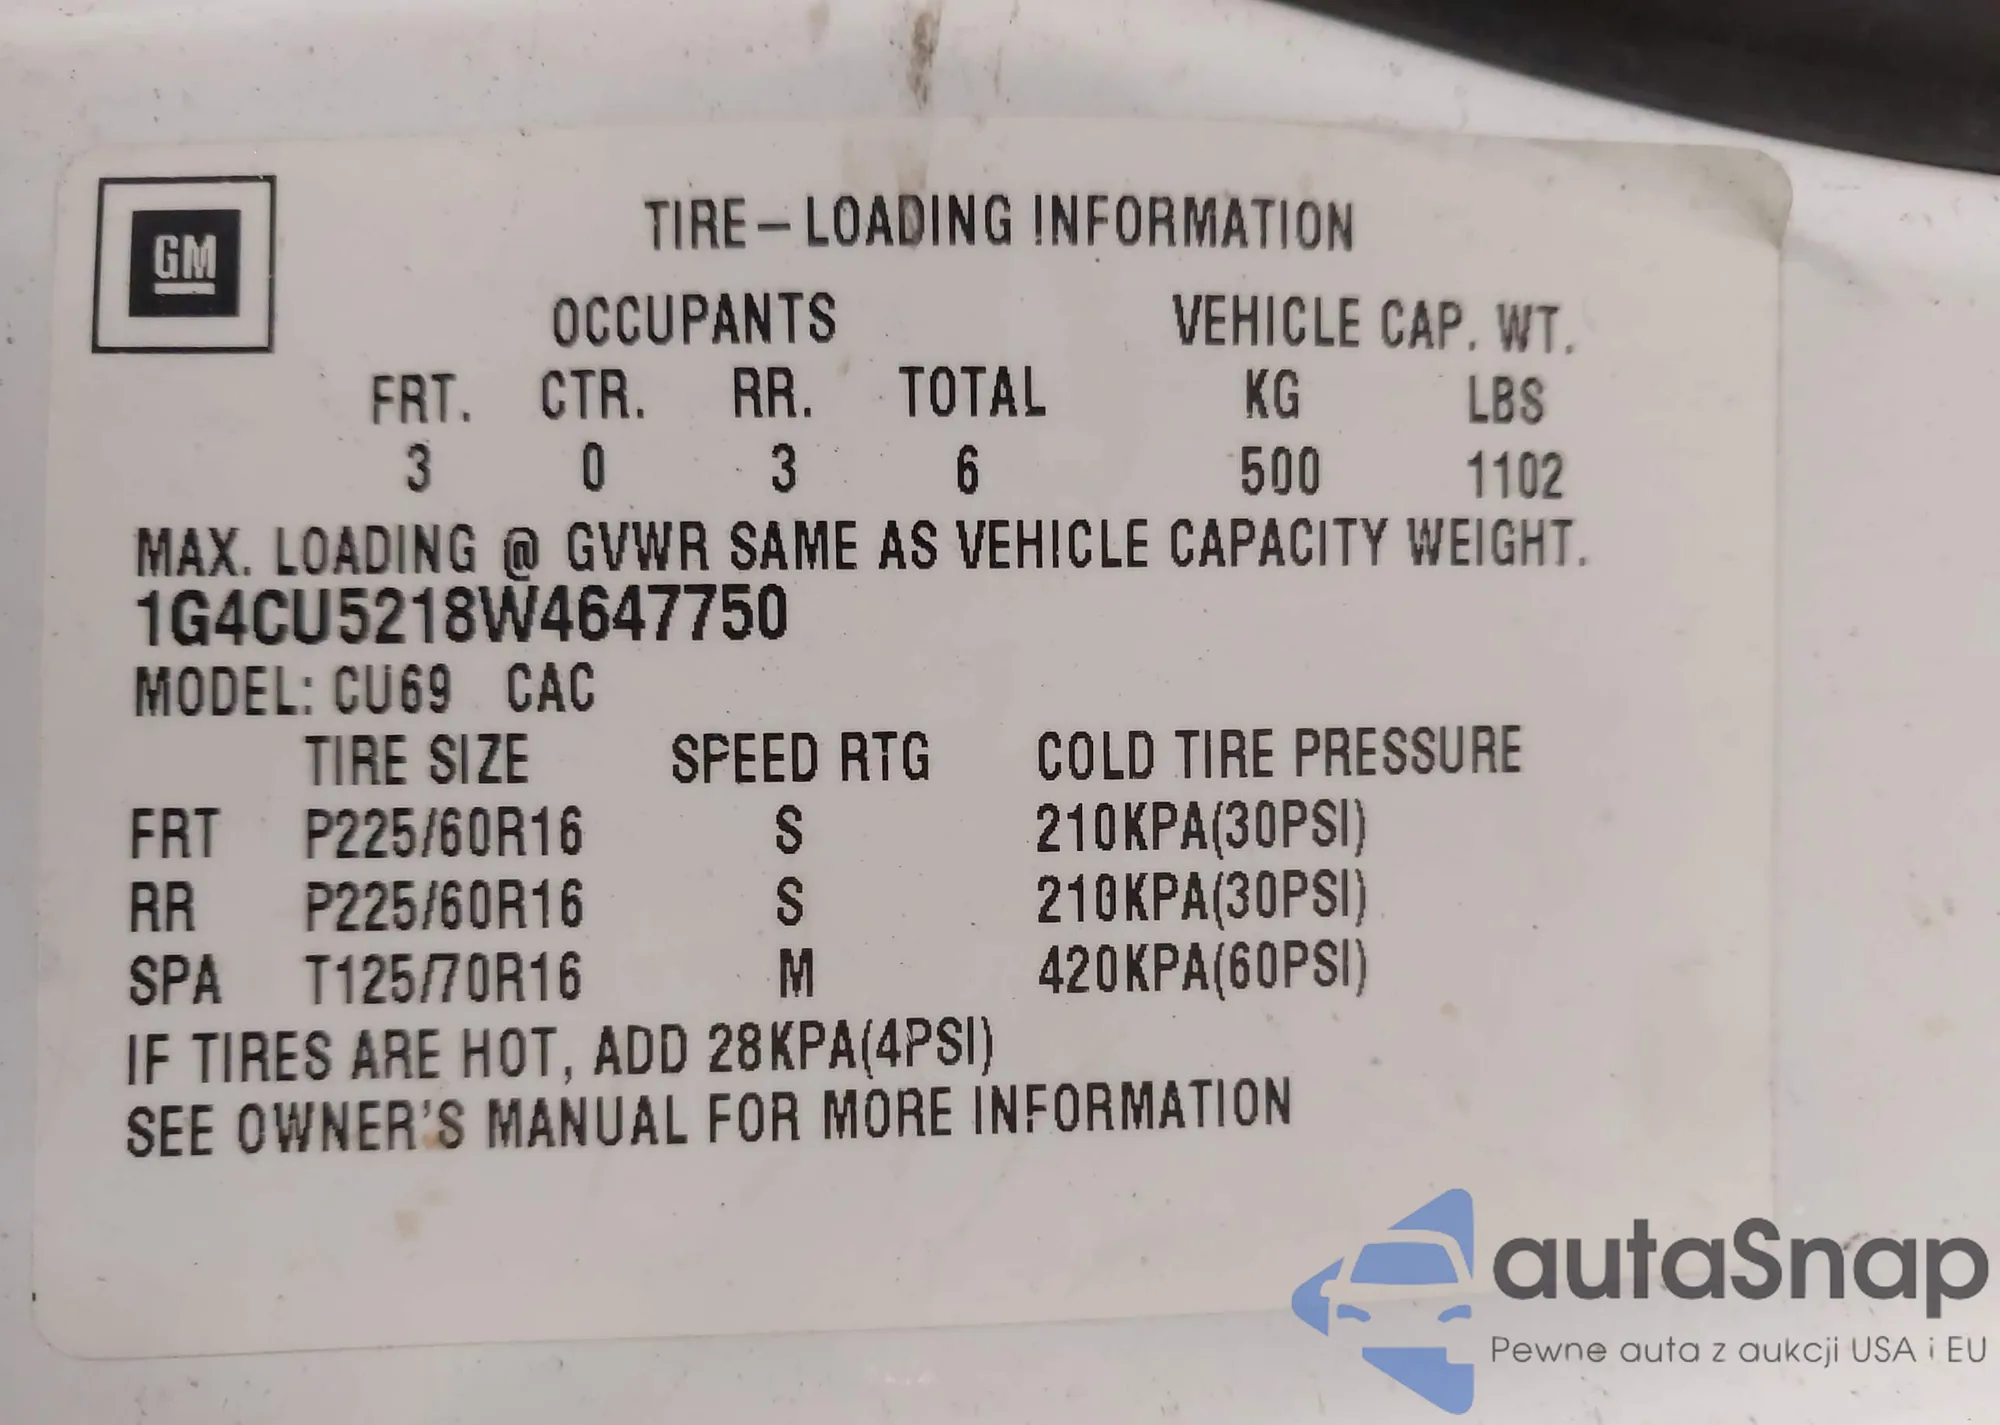 GM
TIRE – LOADING INFORMATION
OCCUPANTS VEHICLE CAP. WT.
FRT. CTR. RR. TOTAL KG LBS
3 0 3 6 500 1102
MAX. LOADING @ GVWR SAME AS VEHICLE CAPACITY WEIGHT.
1G4CU5218W4647750
MODEL: CU69 CAC
TIRE SIZE SPEED RTG COLD TIRE PRESSURE
FRT P225/60R16 S 210KPA(30PSI)
RR P225/60R16 S 210KPA(30PSI)
SPA T125/70R16 M 420KPA(60PSI)
IF TIRES ARE HOT, ADD 28KPA(4PSI)
SEE OWNER'S MANUAL FOR MORE INFORMATION
autaSnap
Pewne auta z aukcji USA i EU